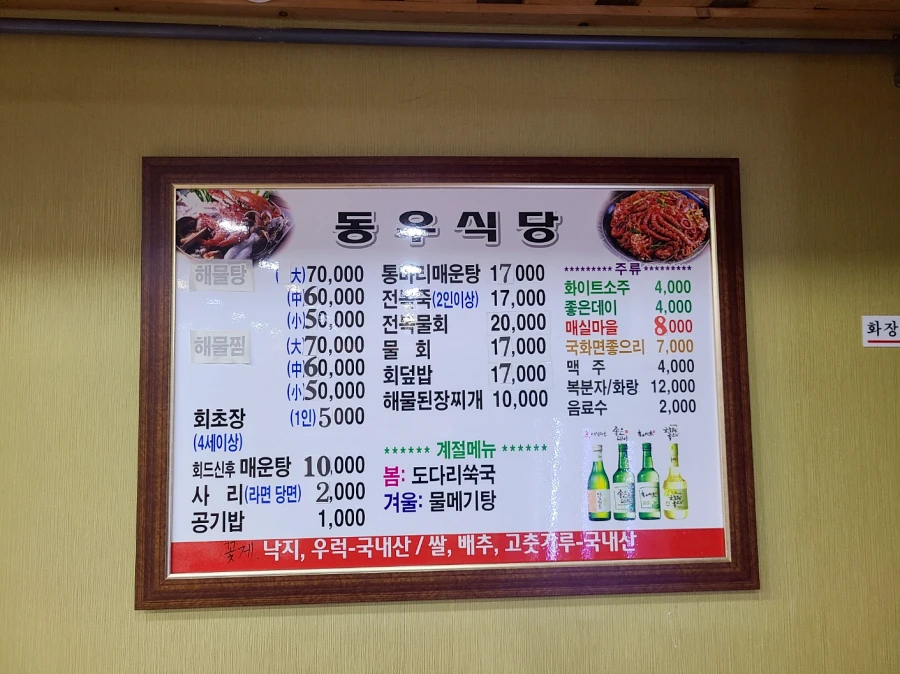 동우식당
해물탕 (大)70,000
(中)60,000
(小)50,000
해물찜 (大)70,000
(中)60,000
(小)50,000
회초장 (1인)5000
(4세이상)
회드신후 매운탕 10,000
사 리(라면 당면) 2,000
공기밥 1,000
통마리매운탕 17000
전복죽(2인이상) 17,000
전복물회 20,000
물 회 17,000
회덮밥 17,000
해물된장찌개 10,000
****** 계절메뉴 ******
봄: 도다리쑥국
겨울: 물메기탕
********* 주류 *********
화이트소주 4,000
좋은데이 4,000
매실마을 8000
국화면좋으리 7,000
맥 주 4,000
복분자/화랑 12,000
음료수 2,000
꽃게. 낙지, 우럭-국내산 / 쌀, 배추, 고춧가루-국내산
화장